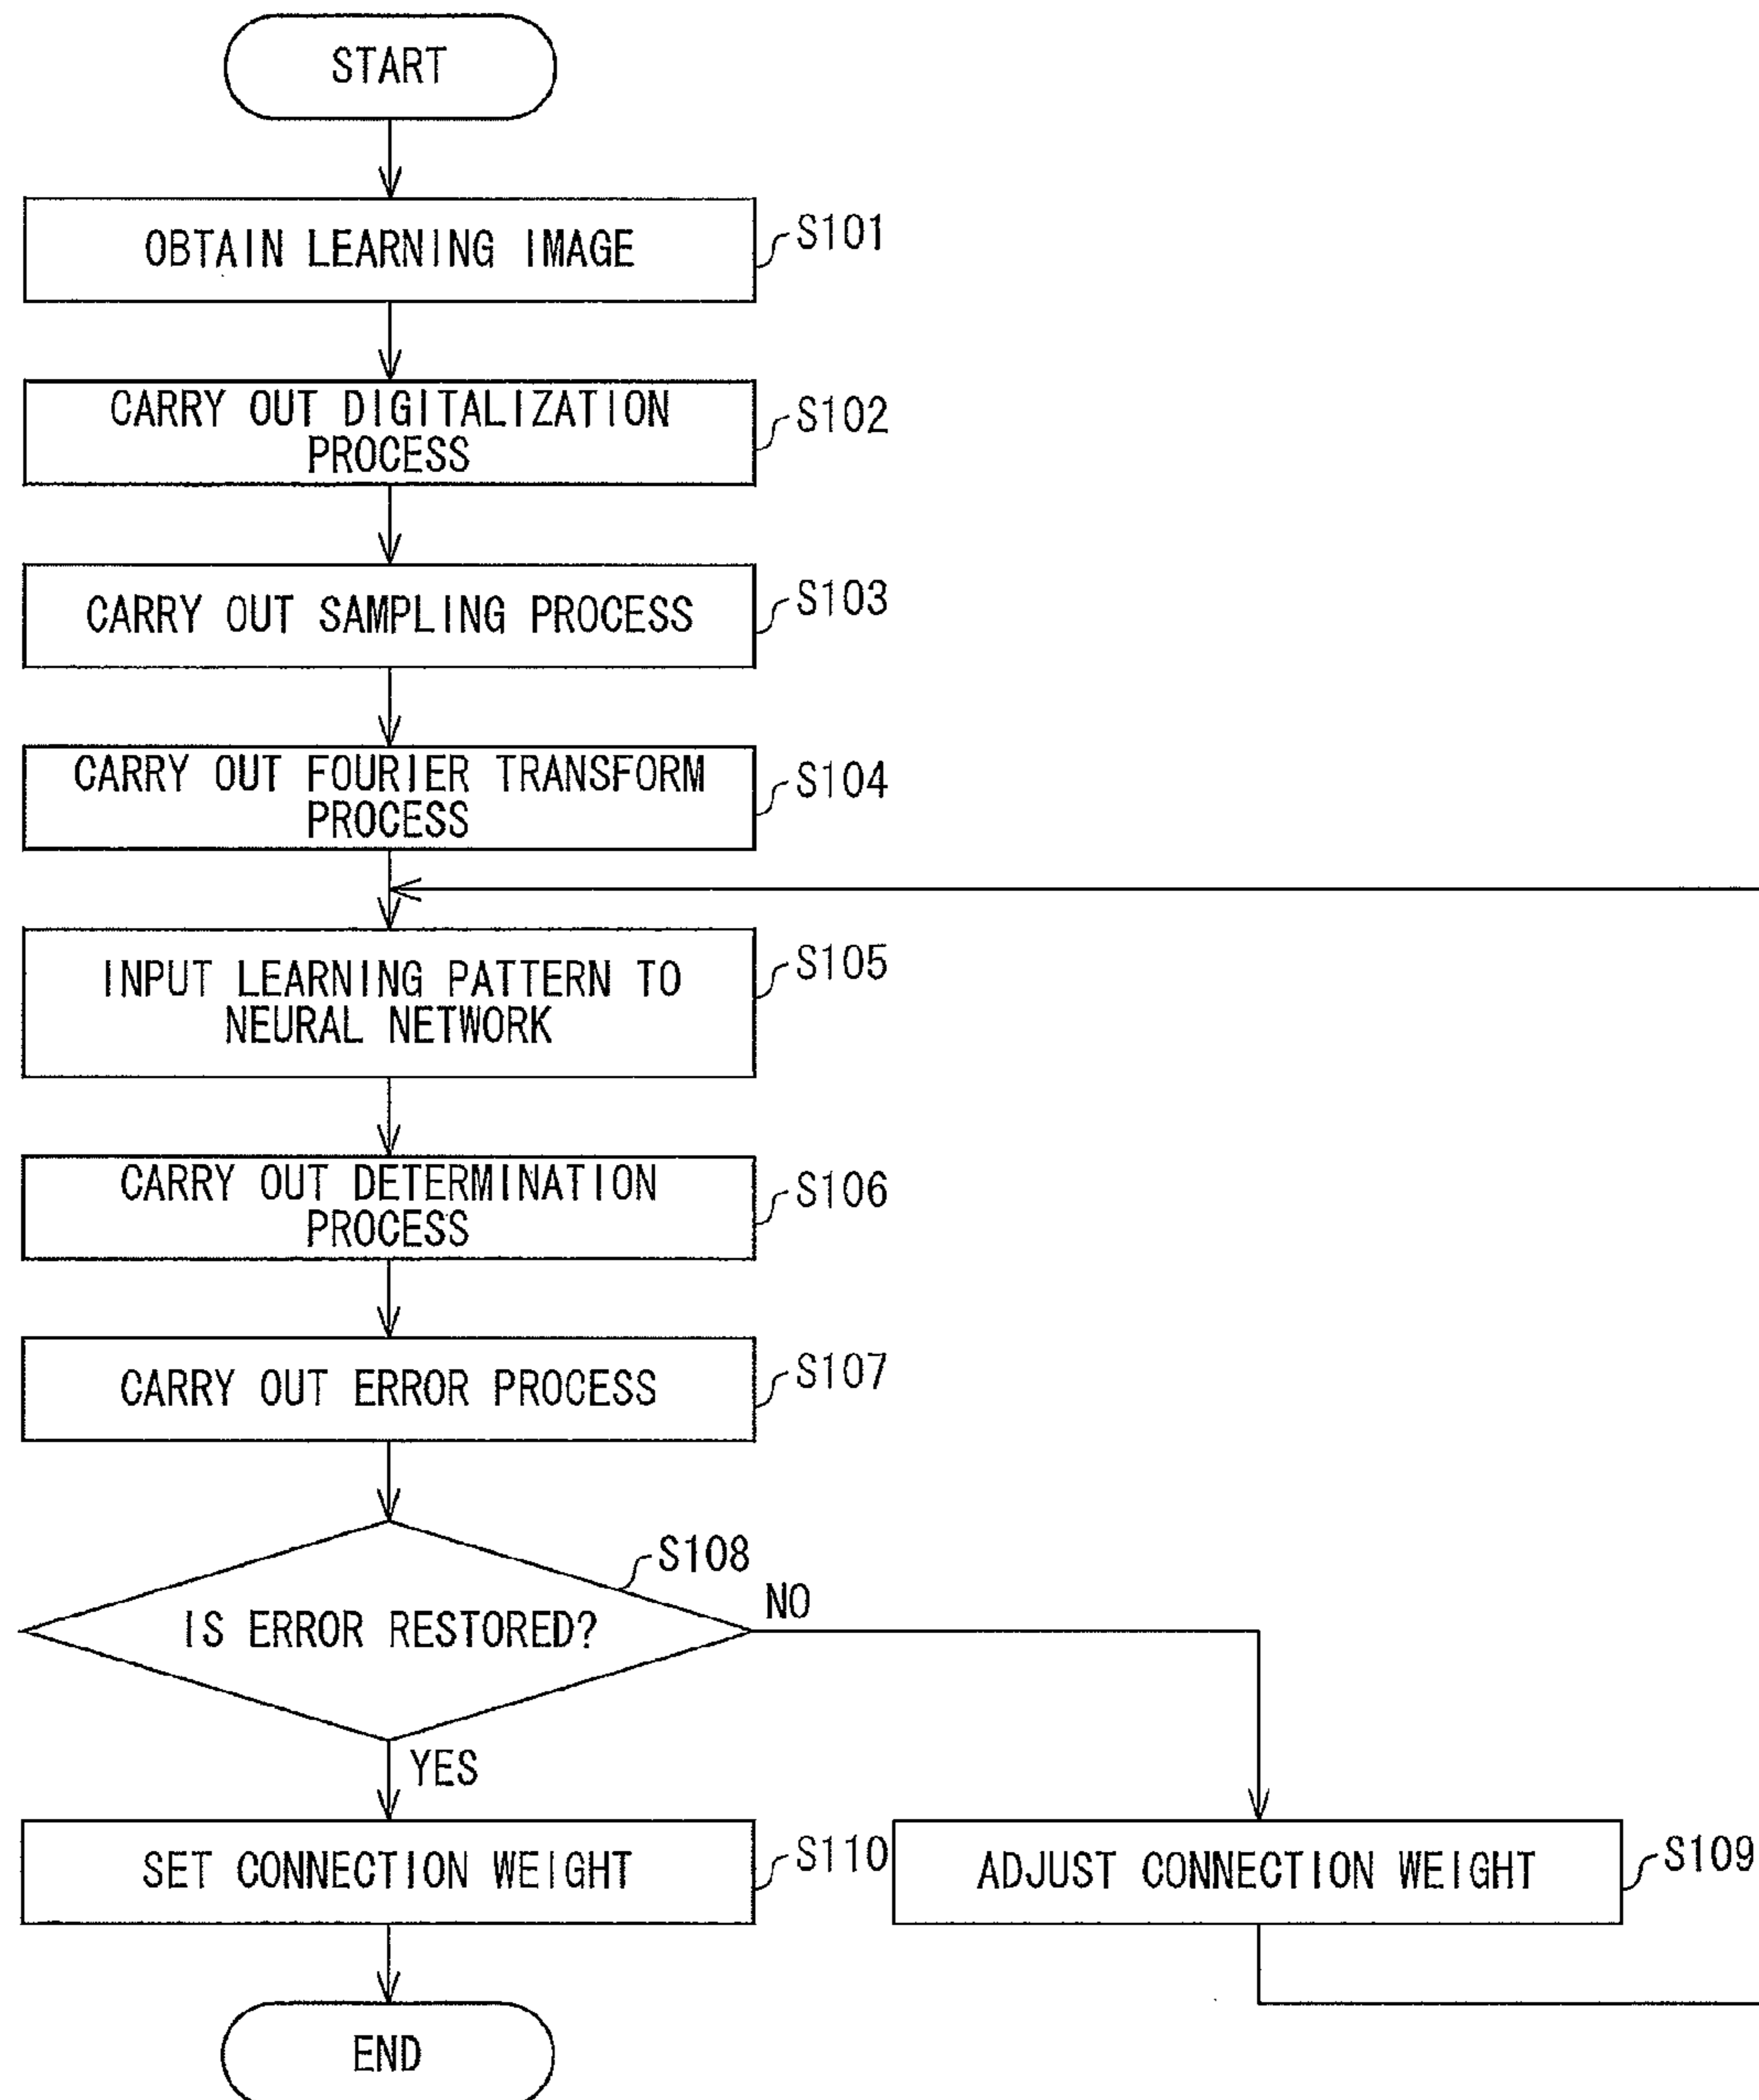 START
OBTAIN LEARNING IMAGE
S101
CARRY OUT DIGITALIZATION
PROCESS
S102
CARRY OUT SAMPLING PROCESS
S103
CARRY OUT FOURIER TRANSFORM
PROCESS
S104
INPUT LEARNING PATTERN TO
NEURAL NETWORK
S105
CARRY OUT DETERMINATION
PROCESS
S106
CARRY OUT ERROR PROCESS
S107
IS ERROR RESTORED?
S108
NO
YES
SET CONNECTION WEIGHT
S110
ADJUST CONNECTION WEIGHT
S109
END